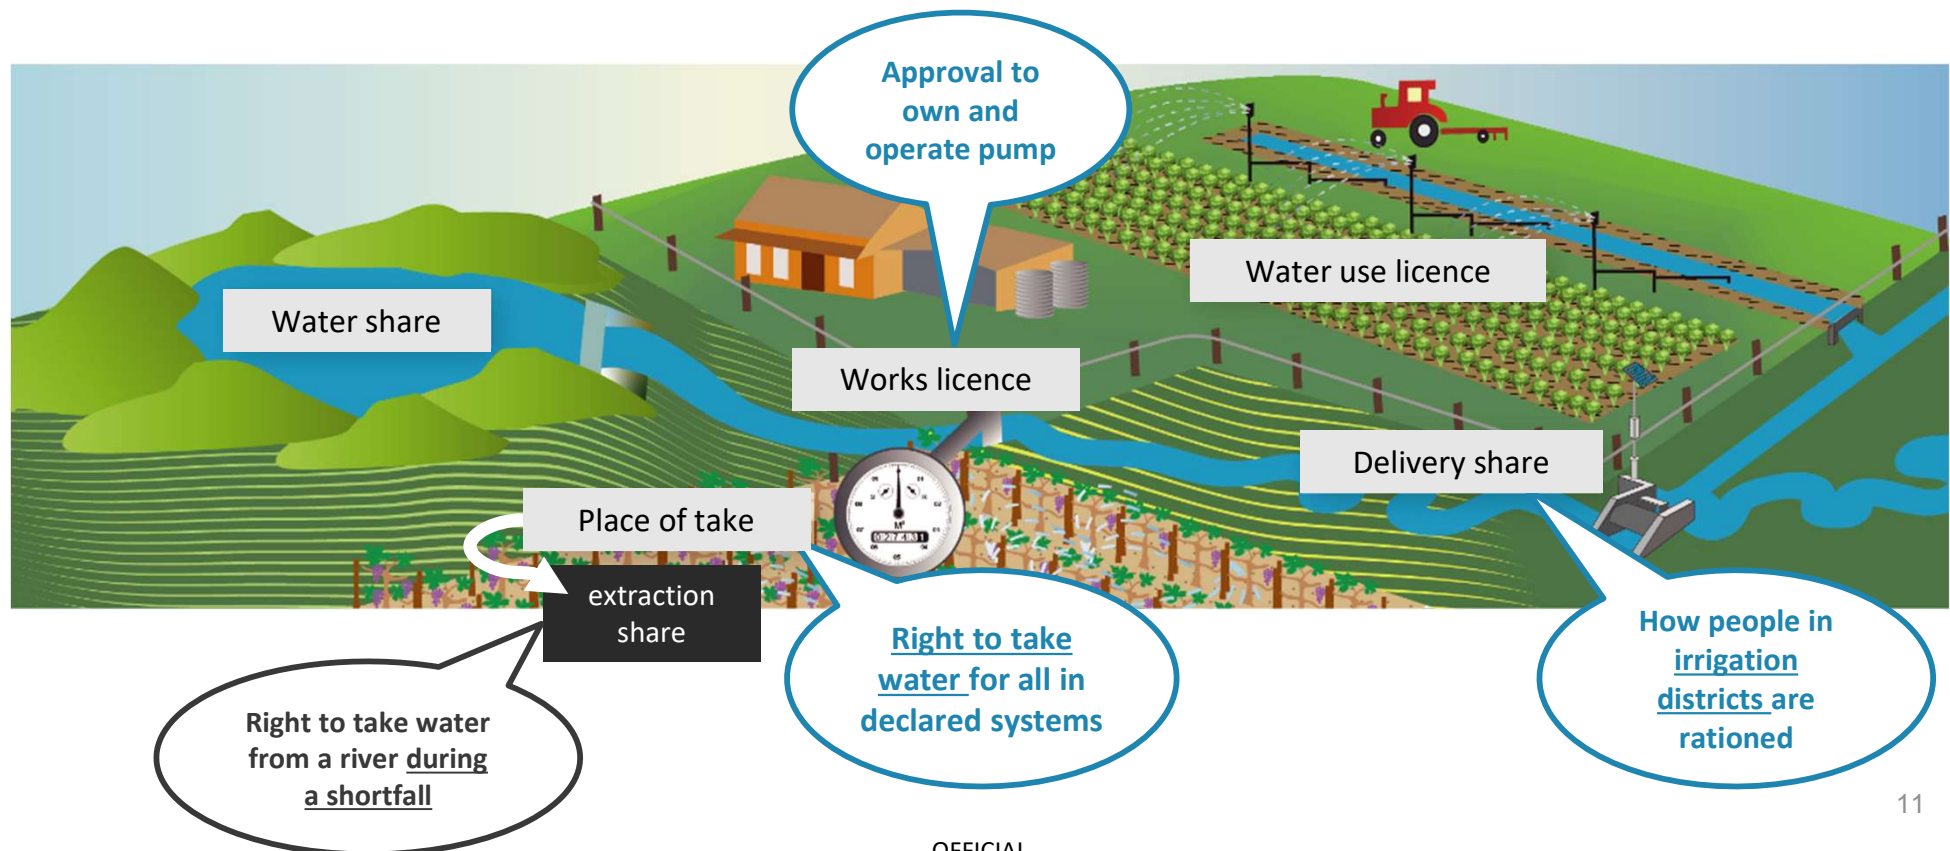 Approval to
own and
operate pump
Water use licence
Water share
Works licence
Delivery share
Place of take
M³
extraction
share
Right to take
water for all in
declared systems
How people in
irrigation
districts are
rationed
Right to take water
from a river during
a shortfall
11
OFFICIAL